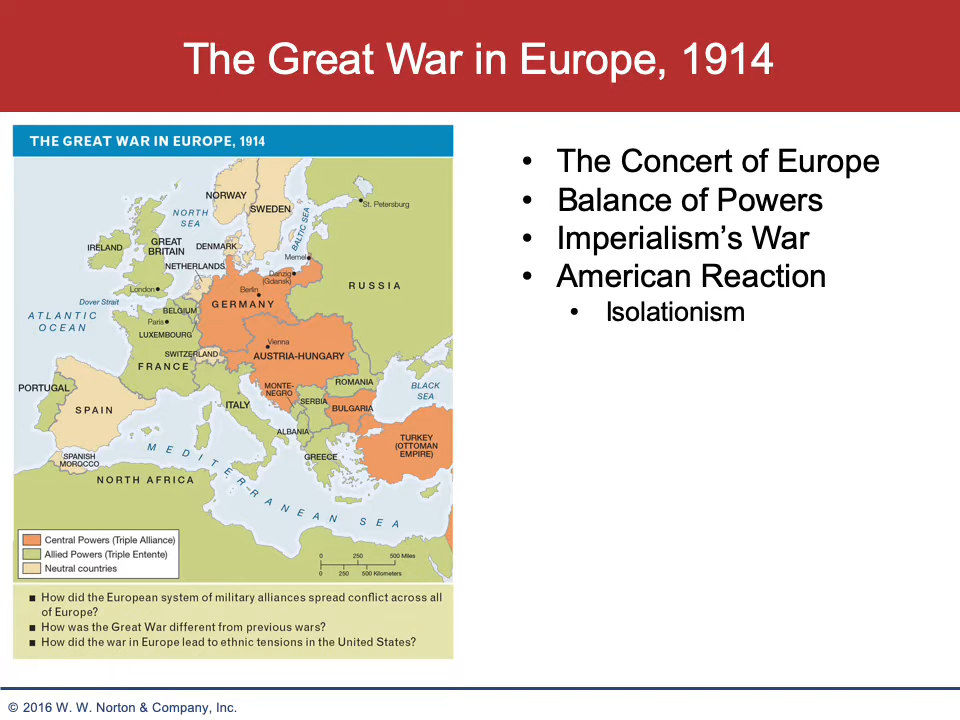 The Great War in Europe, 1914
THE GREAT WAR IN EUROPE, 1914
NORWAY
SWEDEN
St. Petersburg
NORTH
SEA
BALTIC SEA
IRELAND
GREAT
BRITAIN
DENMARK
Memel
NETHERLANDS
Danzig
(Gdansk)
RUSSIA
London
Berlin
Dover Strait
GERMANY
BELGIUM
ATLANTIC
OCEAN
Paris
LUXEMBOURG
Vienna
SWITZERLAND
AUSTRIA-HUNGARY
FRANCE
PORTUGAL
MONTE-
NEGRO
ROMANIA
BLACK
SEA
SERBIA
SPAIN
ITALY
BULGARIA
ALBANIA
TURKEY
(OTTOMAN
EMPIRE)
GREECE
SPANISH
MOROCCO
MEDITERRANEAN SEA
NORTH AFRICA
Central Powers (Triple Alliance)
Allied Powers (Triple Entente)
Neutral countries
0 250 500 Miles
0 250 500 Kilometers
■ How did the European system of military alliances spread conflict across all
of Europe?
■ How was the Great War different from previous wars?
■ How did the war in Europe lead to ethnic tensions in the United States?
• The Concert of Europe
• Balance of Powers
• Imperialism’s War
• American Reaction
• Isolationism
© 2016 W. W. Norton & Company, Inc.